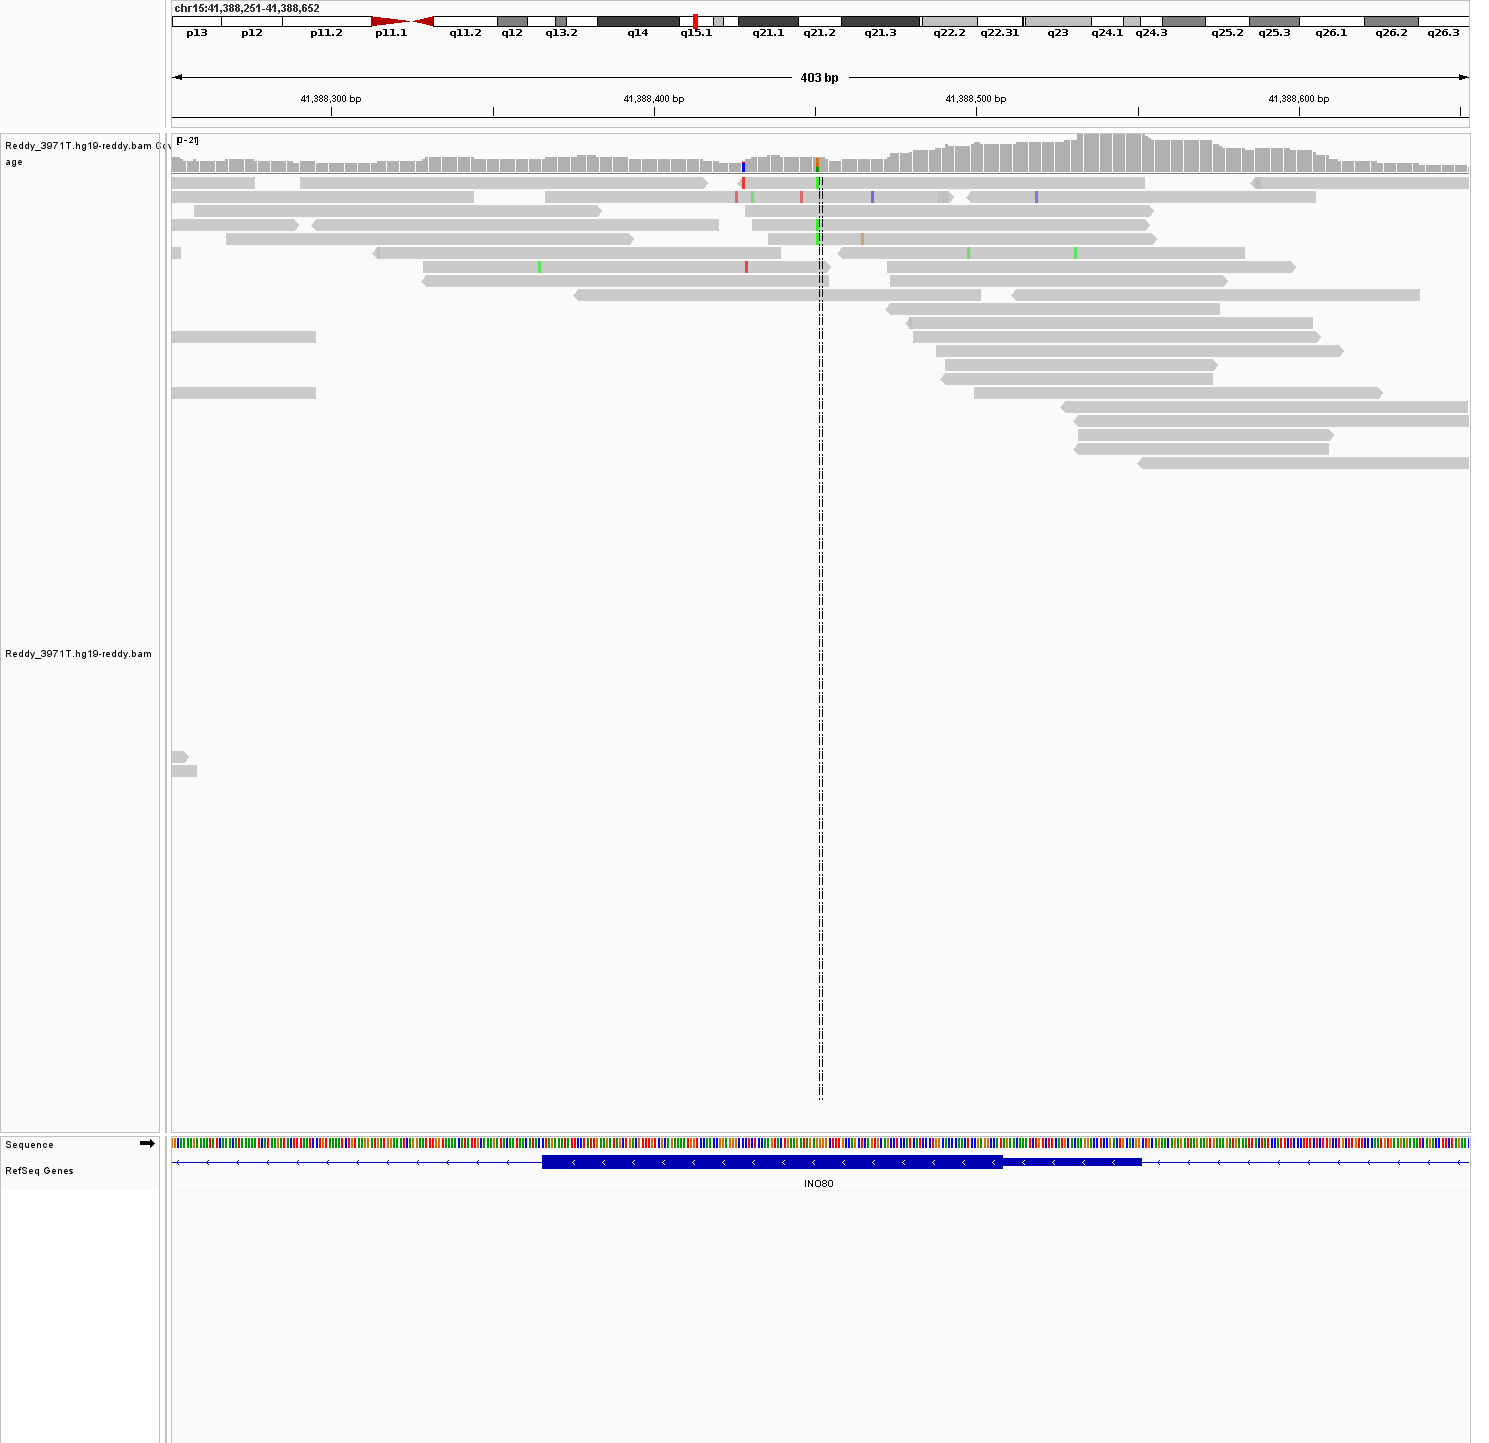 chr15:41,388,251-41,388,652
p13 p12 p11.2 p11.1 q11.2 q12 q13.2 q14 q15.1 q21.1 q21.2 q21.3 q22.2 q22.31 q23 q24.1 q24.3 q25.2 q25.3 q26.1 q26.2 q26.3
403 bp
41,388,300 bp 41,388,400 bp 41,388,500 bp 41,388,600 bp
[0-21]
Reddy_3971T.hg19-reddy.bam Cov
age
Reddy_3971T.hg19-reddy.bam
Sequence
RefSeq Genes
INO80